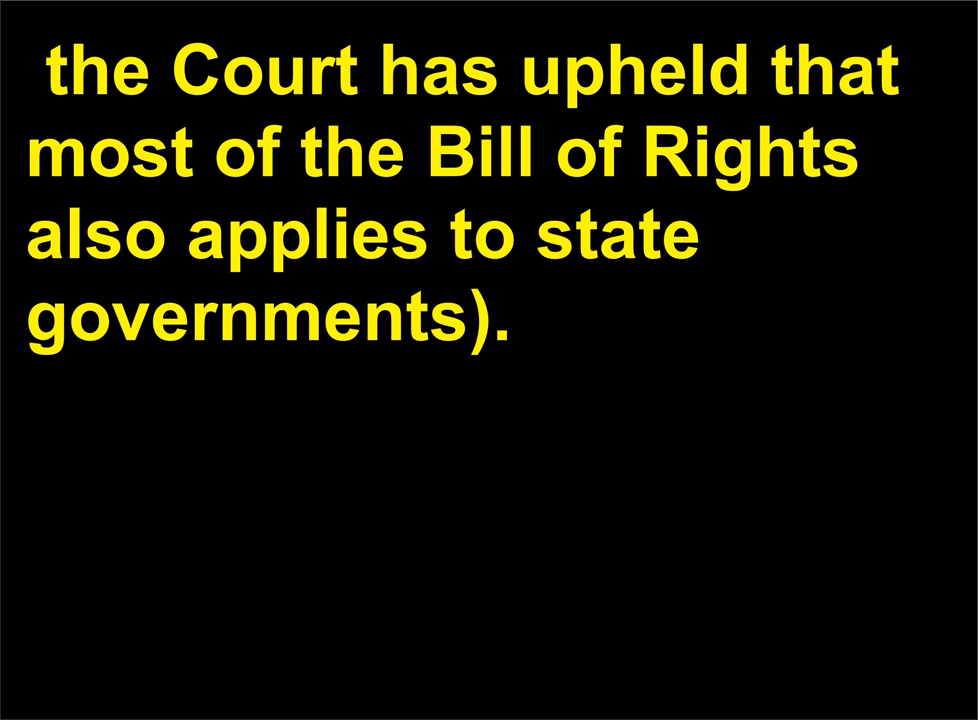 the Court has upheld that
most of the Bill of Rights
also applies to state
governments).